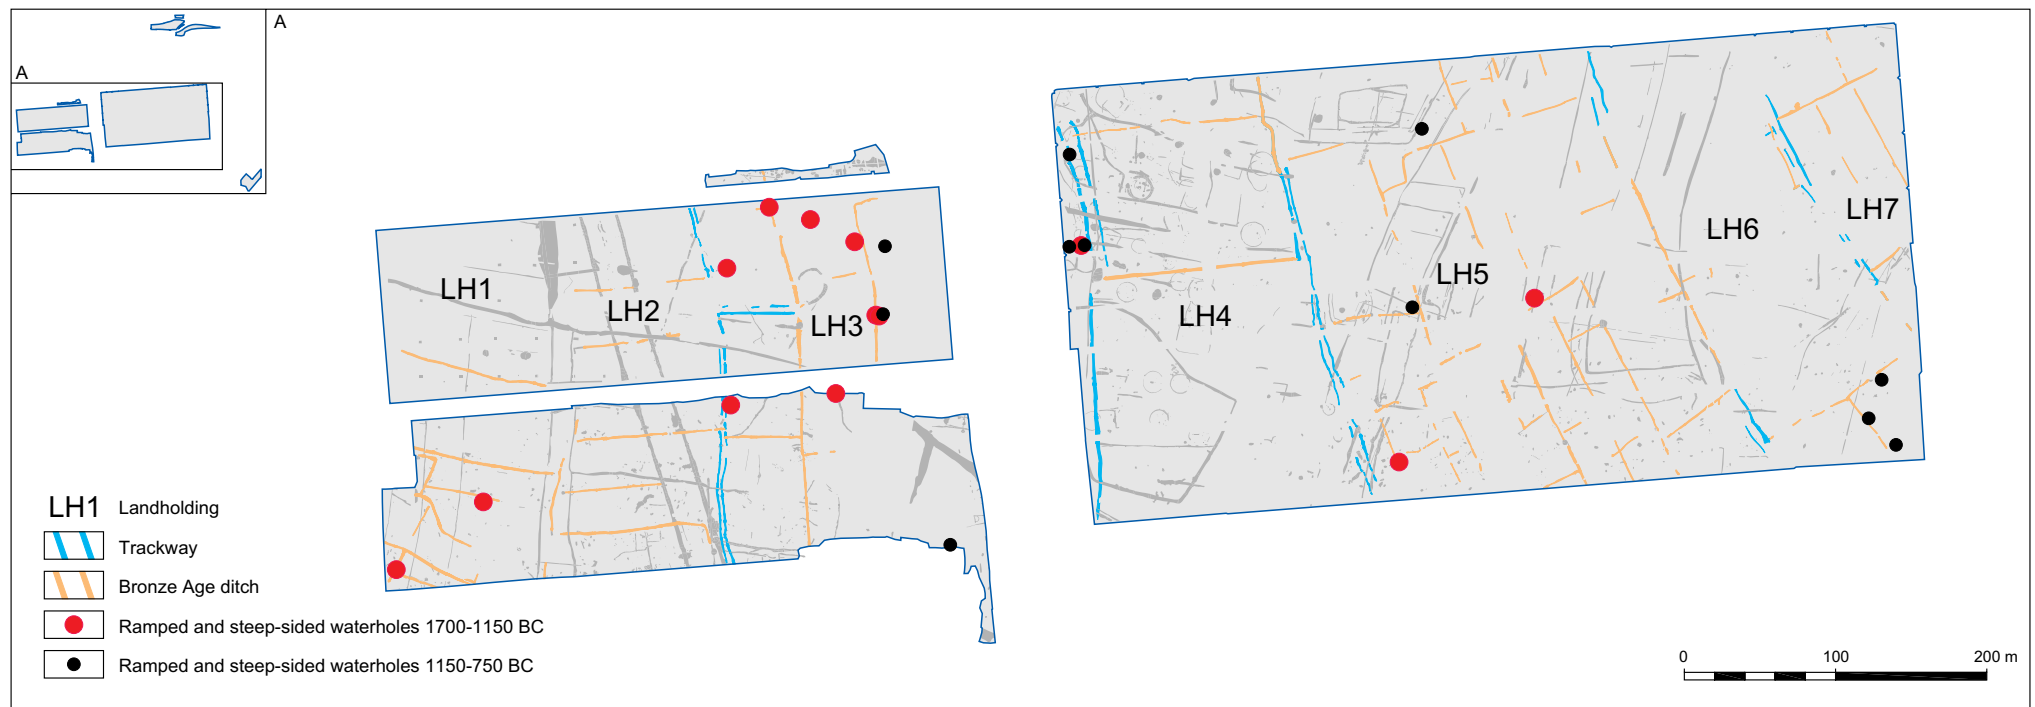 A
A
LH1
LH2
LH3
LH4
LH5
LH6
LH7
LH1 Landholding
Trackway
Bronze Age ditch
Ramped and steep-sided waterholes 1700-1150 BC
Ramped and steep-sided waterholes 1150-750 BC
0 100 200 m